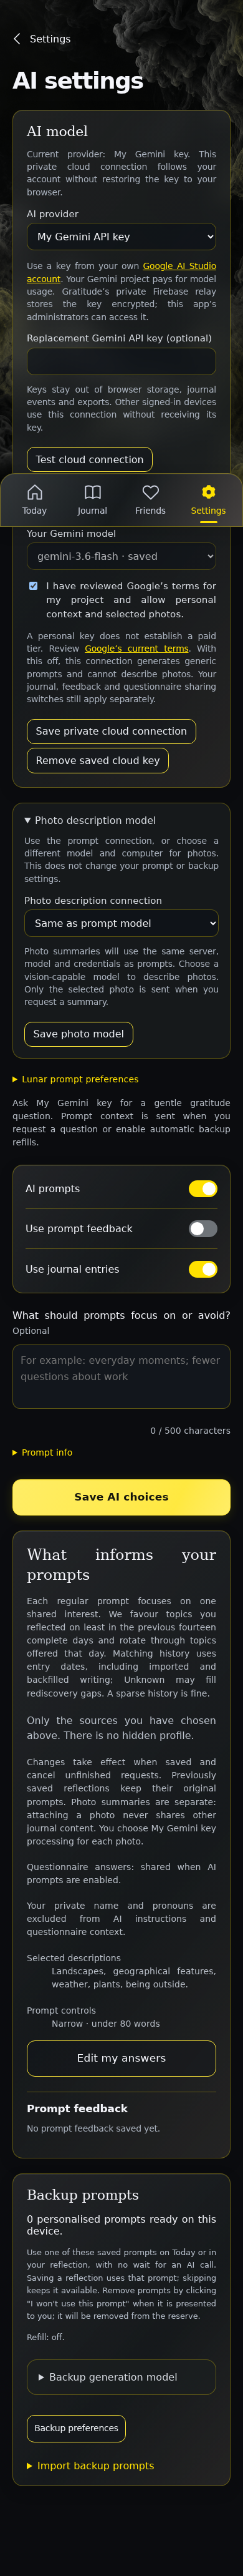 Settings
AI settings
AI model
Current provider: My Gemini key. This
private cloud connection follows your
account without restoring the key to your
browser.
AI provider
My Gemini API key
Use a key from your own Google AI Studio
account. Your Gemini project pays for model
usage. Gratitude’s private Firebase relay
stores the key encrypted; this app’s
administrators can access it.
Replacement Gemini API key (optional)
Keys stay out of browser storage, journal
events and exports. Other signed-in devices
use this connection without receiving its
key.
Test cloud connection
Today
Journal
Friends
Settings
Your Gemini model
gemini-3.6-flash · saved
I have reviewed Google’s terms for
my project and allow personal
context and selected photos.
A personal key does not establish a paid
tier. Review Google’s current terms. With
this off, this connection generates generic
prompts and cannot describe photos. Your
journal, feedback and questionnaire sharing
switches still apply separately.
Save private cloud connection
Remove saved cloud key
Photo description model
Use the prompt connection, or choose a
different model and computer for photos.
This does not change your prompt or backup
settings.
Photo description connection
Same as prompt model
Photo summaries will use the same server,
model and credentials as prompts. Choose a
vision-capable model to describe photos.
Only the selected photo is sent when you
request a summary.
Save photo model
Lunar prompt preferences
Ask My Gemini key for a gentle gratitude
question. Prompt context is sent when you
request a question or enable automatic backup
refills.
AI prompts
Use prompt feedback
Use journal entries
What should prompts focus on or avoid?
Optional
For example: everyday moments; fewer
questions about work
0 / 500 characters
Prompt info
Save AI choices
What informs your
prompts
Each regular prompt focuses on one
shared interest. We favour topics you
reflected on least in the previous fourteen
complete days and rotate through topics
offered that day. Matching history uses
entry dates, including imported and
backfilled writing; Unknown may fill
rediscovery gaps. A sparse history is fine.
Only the sources you have chosen
above. There is no hidden profile.
Changes take effect when saved and
cancel unfinished requests. Previously
saved reflections keep their original
prompts. Photo summaries are separate:
attaching a photo never shares other
journal content. You choose My Gemini key
processing for each photo.
Questionnaire answers: shared when AI
prompts are enabled.
Your private name and pronouns are
excluded from AI instructions and
questionnaire context.
Selected descriptions
Landscapes, geographical features,
weather, plants, being outside.
Prompt controls
Narrow · under 80 words
Edit my answers
Prompt feedback
No prompt feedback saved yet.
Backup prompts
0 personalised prompts ready on this
device.
Use one of these saved prompts on Today or in
your reflection, with no wait for an AI call.
Saving a reflection uses that prompt; skipping
keeps it available. Remove prompts by clicking
"I won't use this prompt" when it is presented
to you; it will be removed from the reserve.
Refill: off.
Backup generation model
Backup preferences
Import backup prompts